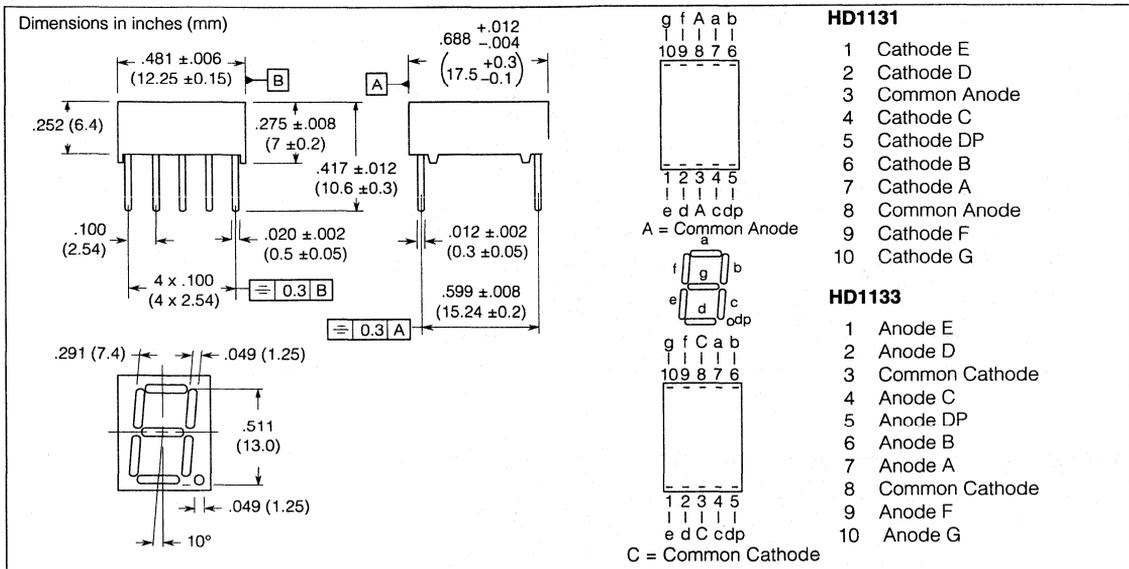 Dimensions in inches (mm)
.481 ±.006
(12.25 ±0.15)
B
.252 (6.4)
.275 ±.008
(7 ±0.2)
.417 ±.012
(10.6 ±0.3)
.100
(2.54)
.020 ±.002
(0.5 ±0.05)
4 x .100
(4 x 2.54)
0.3 B
+.012
.688 -.004
(17.5 +0.3 -0.1)
A
.012 ±.002
(0.3 ±0.05)
.599 ±.008
(15.24 ±0.2)
0.3 A
.291 (7.4)
.049 (1.25)
.511
(13.0)
.049 (1.25)
10°
g f A a b
10 9 8 7 6
1 2 3 4 5
e d A c dp
A = Common Anode
a
f
g
b
e
d
c
dp
g f C a b
10 9 8 7 6
1 2 3 4 5
e d C c dp
C = Common Cathode
HD1131
1 Cathode E
2 Cathode D
3 Common Anode
4 Cathode C
5 Cathode DP
6 Cathode B
7 Cathode A
8 Common Anode
9 Cathode F
10 Cathode G
HD1133
1 Anode E
2 Anode D
3 Common Cathode
4 Anode C
5 Anode DP
6 Anode B
7 Anode A
8 Common Cathode
9 Anode F
10 Anode G